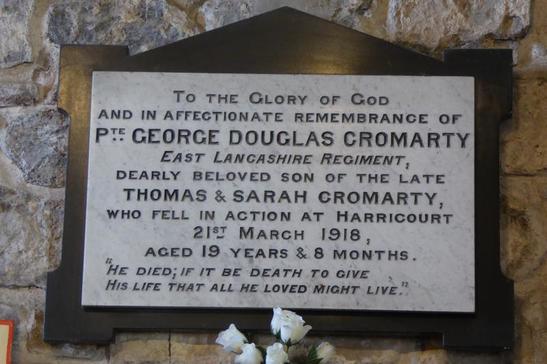 To the Glory of God
and in affectionate remembrance of
Pte George Douglas Cromarty
East Lancashire Regiment,
dearly beloved son of the late
Thomas & Sarah Cromarty,
who fell in action at Harricourt
21st March 1918,
aged 19 years & 8 months.
"He died; if it be death to give
His life that all he loved might live."